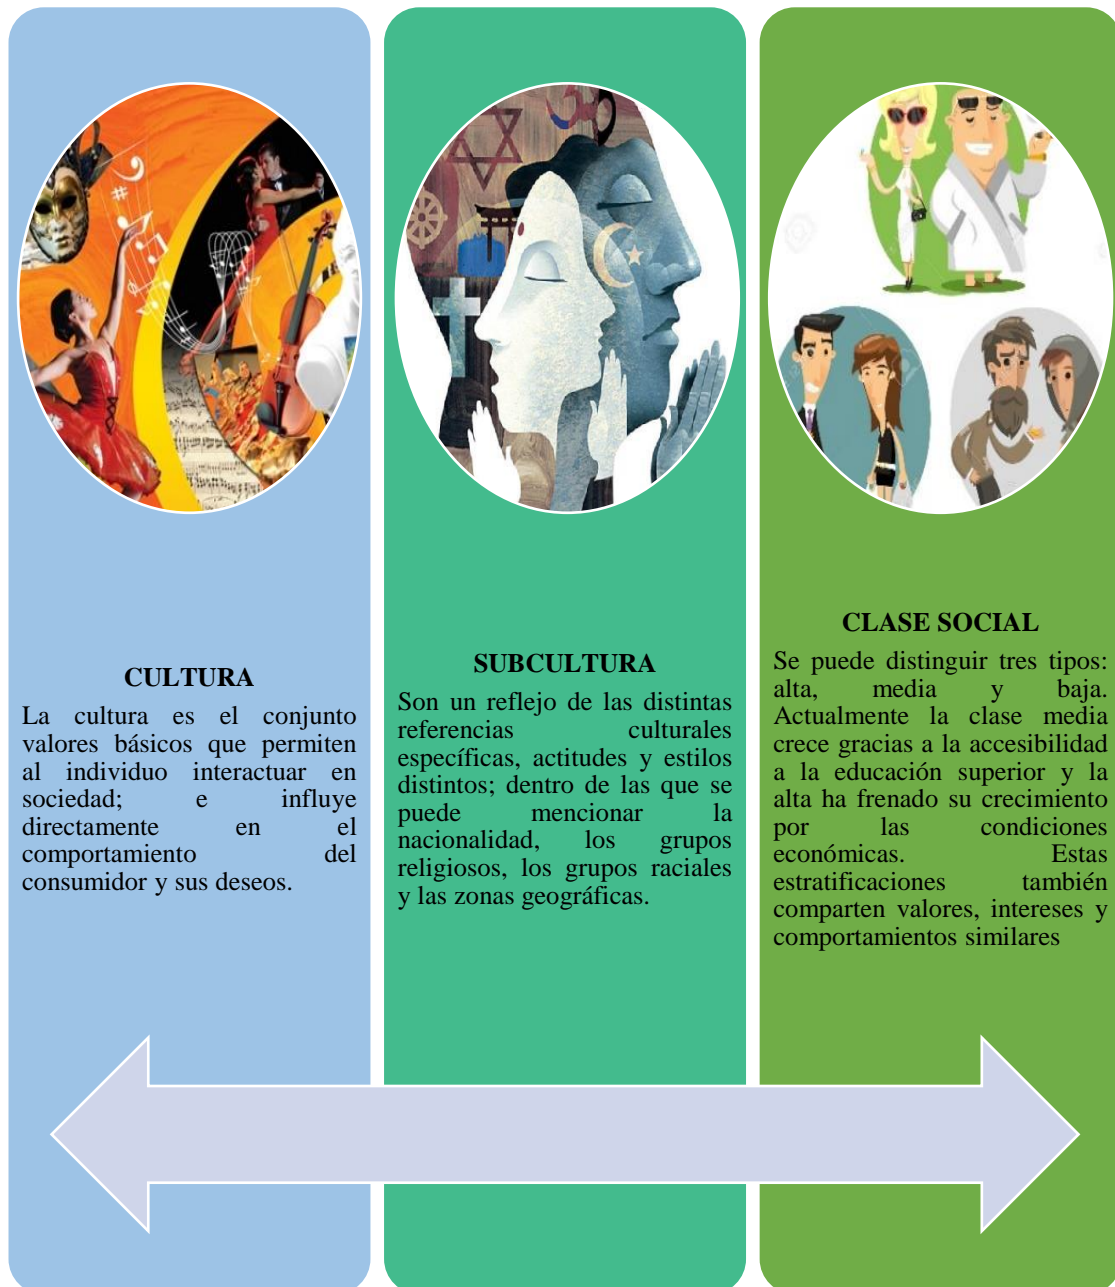 CULTURA
La cultura es el conjunto
valores básicos que permiten
al individuo interactuar en
sociedad; e influye
directamente en el
comportamiento del
consumidor y sus deseos.
SUBCULTURA
Son un reflejo de las distintas
referencias culturales
específicas, actitudes y estilos
distintos; dentro de las que se
puede mencionar la
nacionalidad, los grupos
religiosos, los grupos raciales
y las zonas geográficas.
CLASE SOCIAL
Se puede distinguir tres tipos:
alta, media y baja.
Actualmente la clase media
crece gracias a la accesibilidad
a la educación superior y la
alta ha frenado su crecimiento
por las condiciones
económicas. Estas
estratificaciones también
comparten valores, intereses y
comportamientos similares